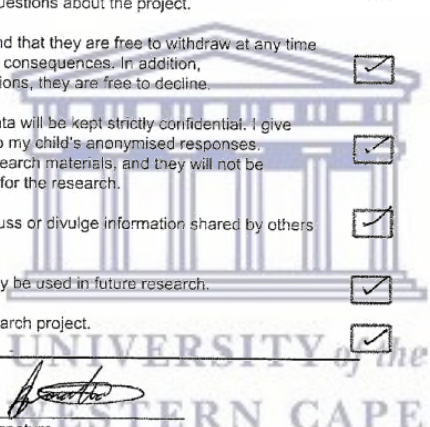 uestions about the project.
nd that they are free to withdraw at any time
consequences. In addition,
ions, they are free to decline.
ata will be kept strictly confidential. I give
o my child's anonymised responses.
earch materials, and they will not be
for the research.
uss or divulge information shared by others
y be used in future research.
arch project.
UNIVERSITY of the
WESTERN CAPE